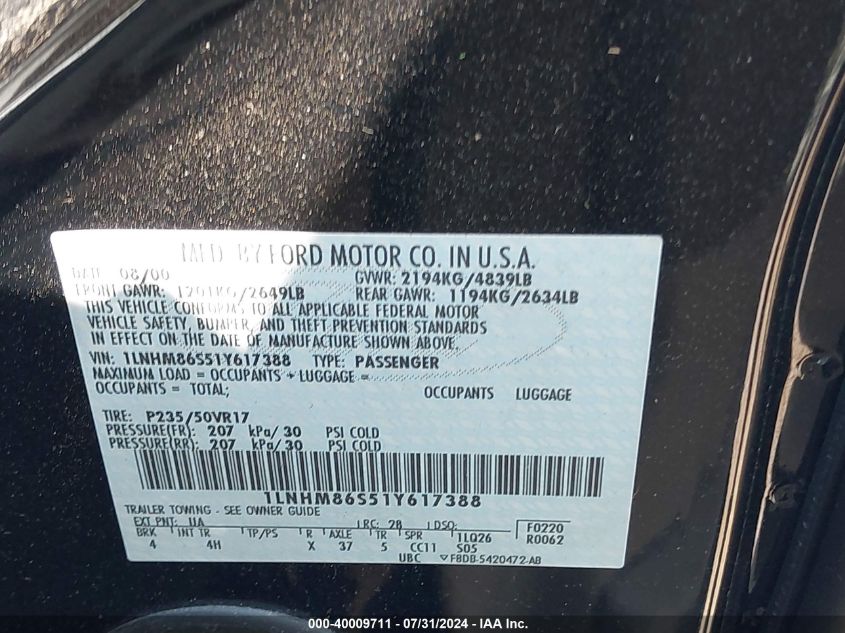 MFD. BY FORD MOTOR CO. IN U.S.A.
DATE 08/00 GVWR: 2194KG/4839LB
FRONT GAWR: 1201KG/2649LB REAR GAWR: 1194KG/2634LB
THIS VEHICLE CONFORMS TO ALL APPLICABLE FEDERAL MOTOR
VEHICLE SAFETY, BUMPER, AND THEFT PREVENTION STANDARDS
IN EFFECT ON THE DATE OF MANUFACTURE SHOWN ABOVE.
VIN: 1LNHM86S51Y617388 TYPE: PASSENGER
MAXIMUM LOAD = OCCUPANTS + LUGGAGE =
OCCUPANTS = TOTAL; OCCUPANTS LUGGAGE
TIRE: P235/50VR17
PRESSURE(FR): 207 kPa/30 PSI COLD
PRESSURE(RR): 207 kPa/30 PSI COLD
1LNHM86S51Y617388
TRAILER TOWING - SEE OWNER GUIDE
EXT PNT: UA RC: 28 DSO: F0220
BRK INT TR TP/PS R AXLE TR SPR 1LQ26 R0062
4 4H X 37 5 CC11 S05
UBC ▽F8DB-5420472-AB
000-40009711 - 07/31/2024 - IAA Inc.